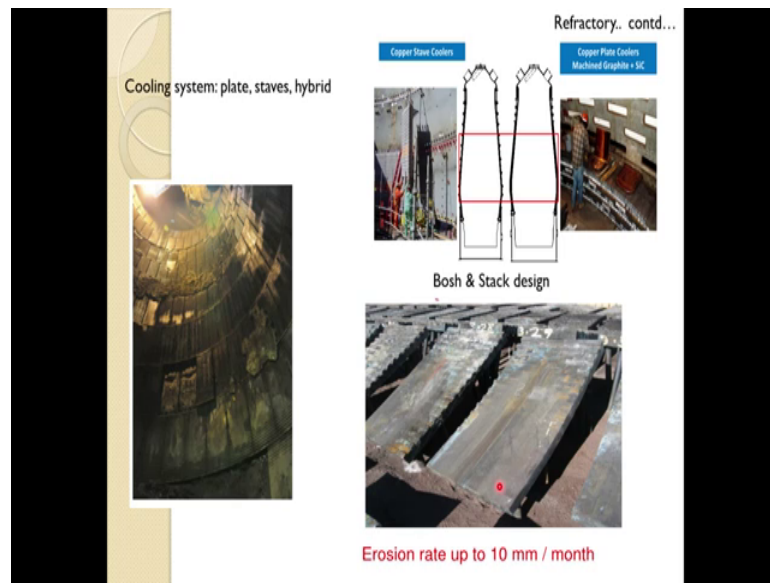 Refractory.. contd...
Copper Stave Coolers
Copper Plate Coolers
Machined Graphite + SiC
Cooling system: plate, staves, hybrid
Bosh & Stack design
Erosion rate up to 10 mm / month